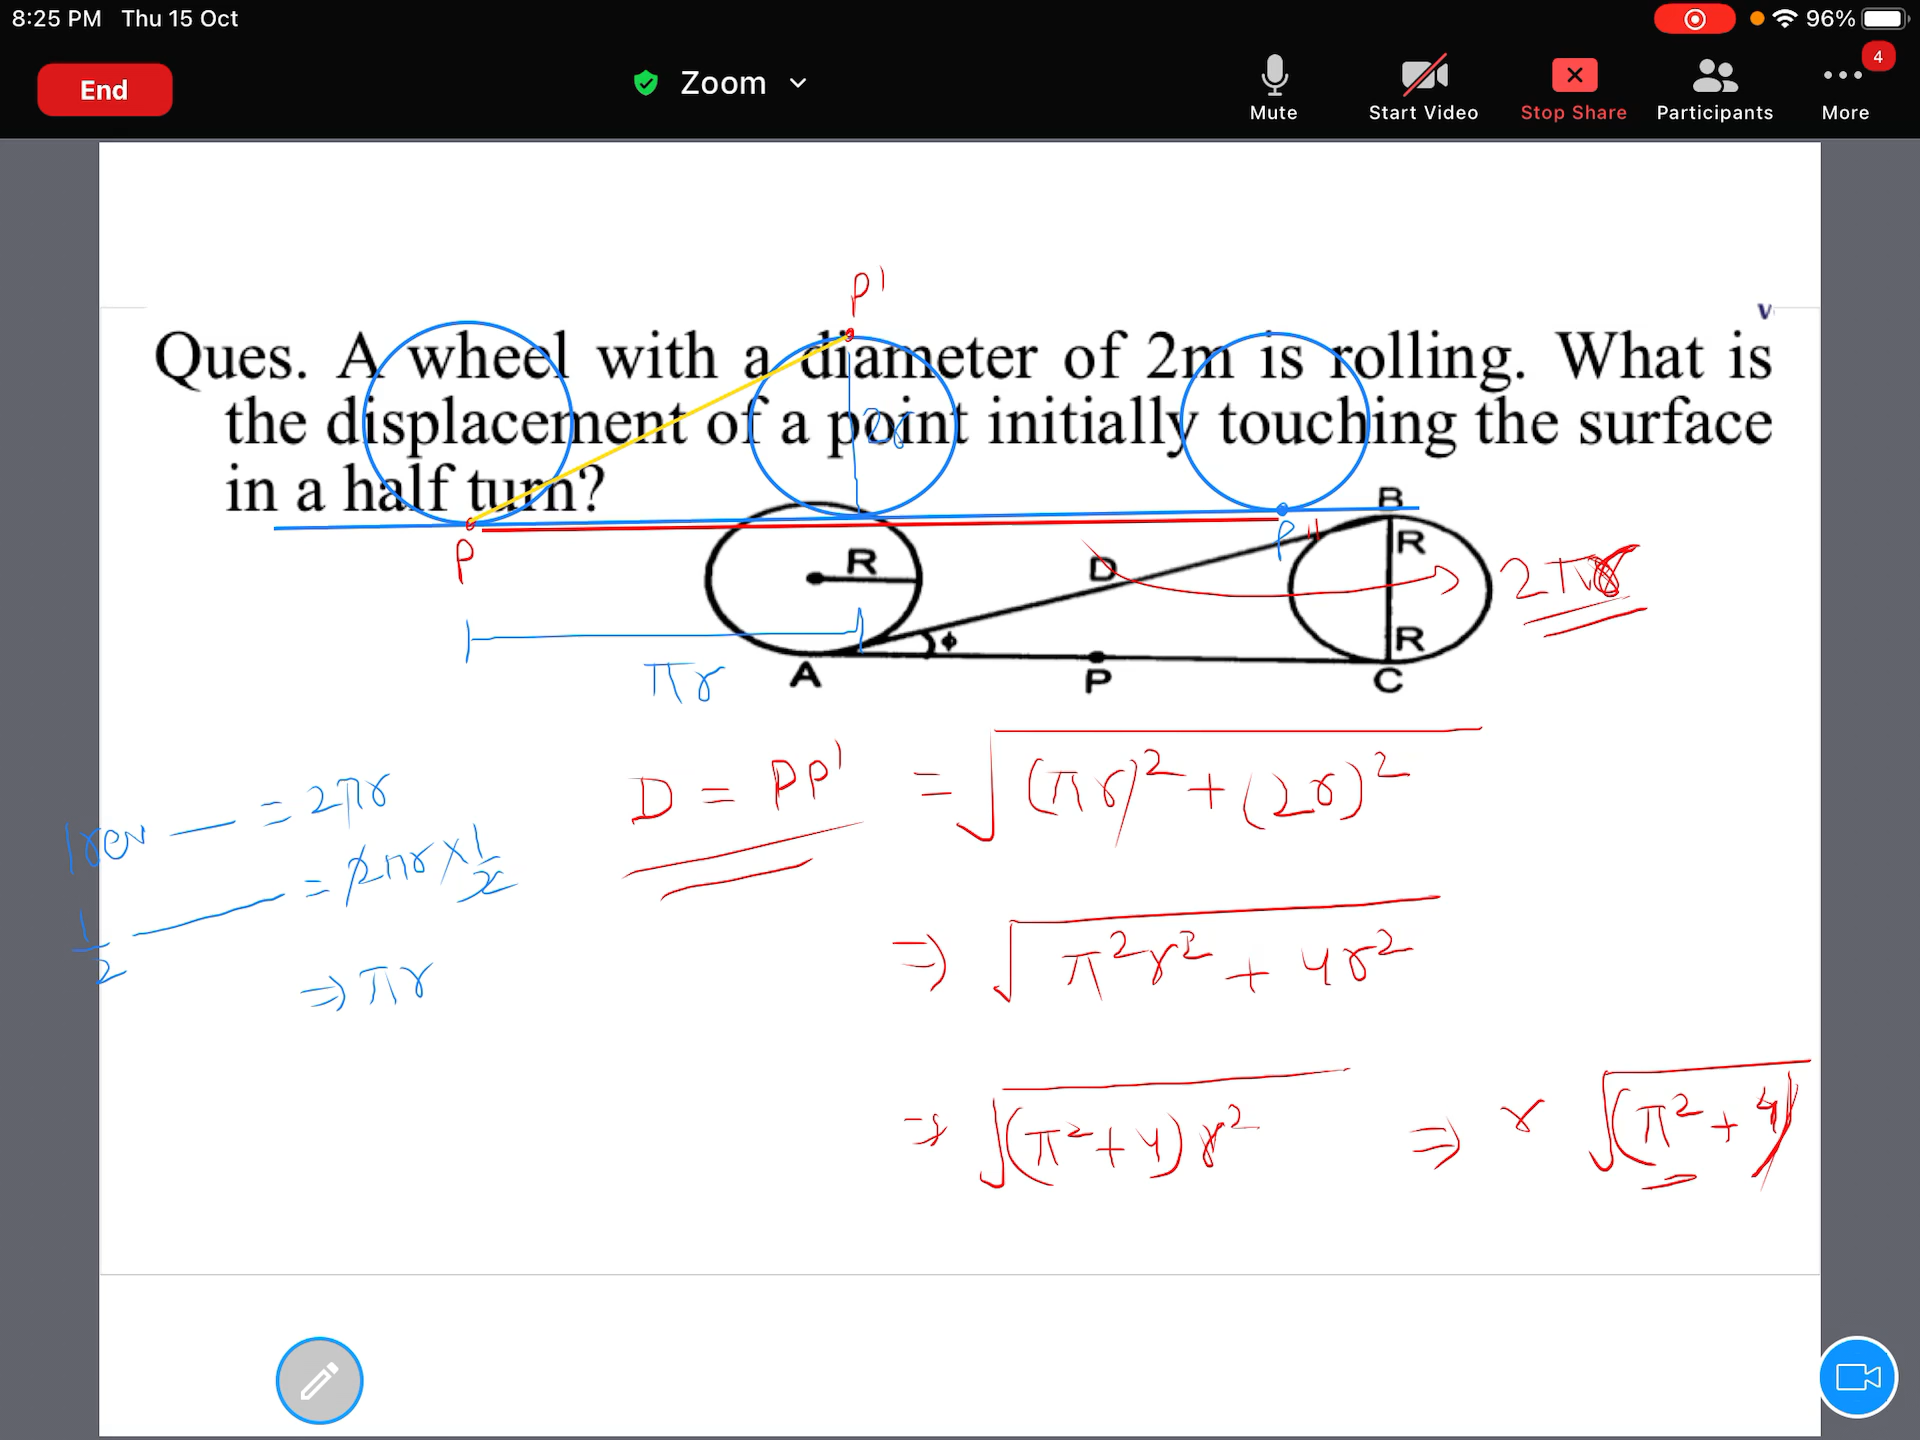 8:25 PM Thu 15 Oct 96%
End Zoom Mute Start Video Stop Share Participants More 4
v
P'
Ques. A wheel with a diameter of 2m is rolling. What is
the displacement of a point initially touching the surface
in a half turn?
2r
P
P"
R
D
B
R
R
2πr
φ
A
P
C
πr
1 rev — = 2πr
1/2 — = 2πr × 1/2
⇒ πr
D = PP' = √(πr)² + (2r)²
⇒ √π²r² + 4r²
⇒ √(π² + 4) r² ⇒ r √(π² + 4)